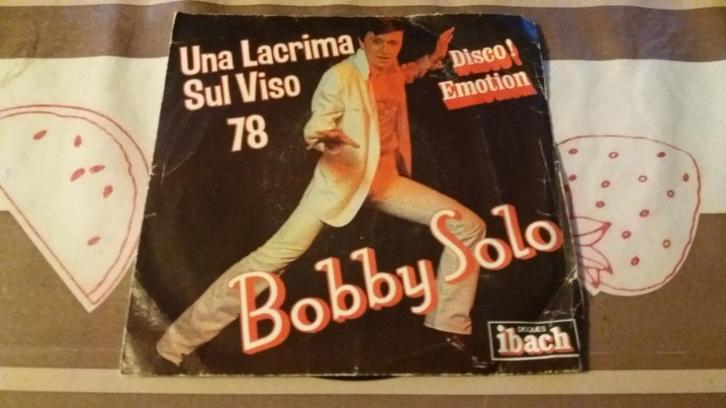 Una Lacrima
Sul Viso
78
Disco!
Emotion
Bobby Solo
DISQUES
ibach